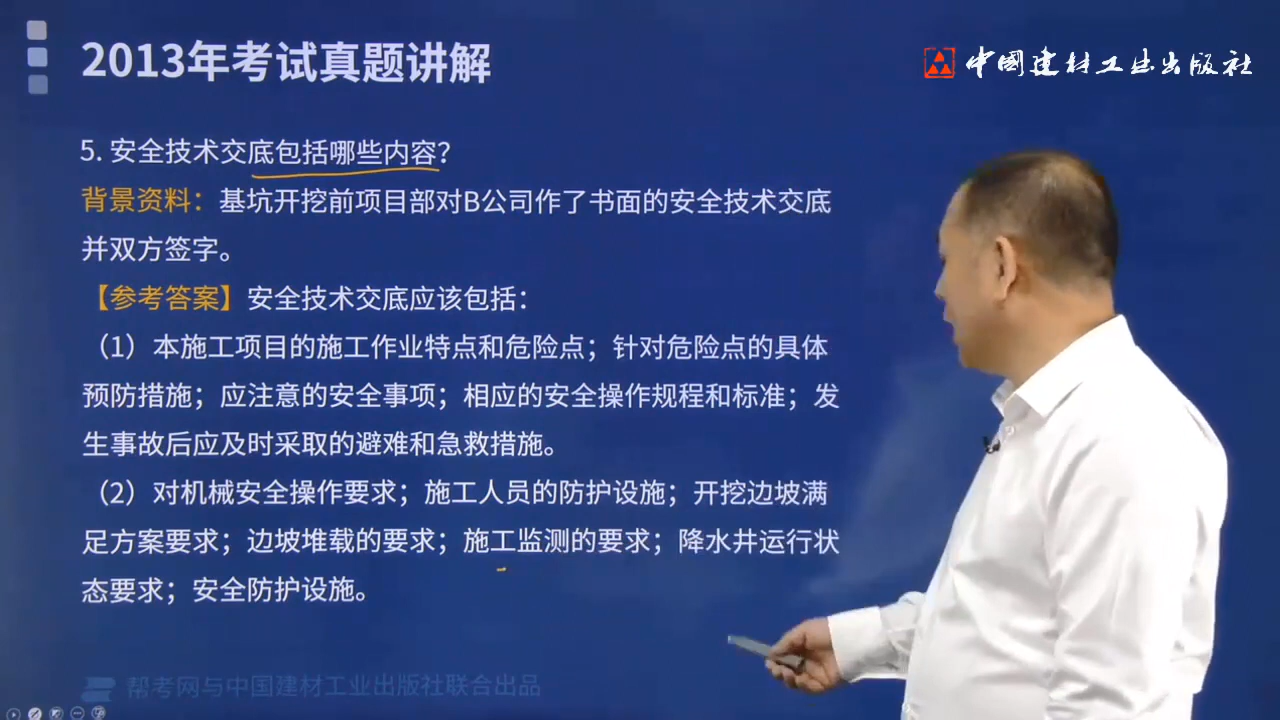 2013年考试真题讲解
中国建材工业出版社
5. 安全技术交底包括哪些内容?
背景资料：基坑开挖前项目部对B公司作了书面的安全技术交底
并双方签字。
【参考答案】安全技术交底应该包括：
（1）本施工项目的施工作业特点和危险点；针对危险点的具体
预防措施；应注意的安全事项；相应的安全操作规程和标准；发
生事故后应及时采取的避难和急救措施。
（2）对机械安全操作要求；施工人员的防护设施；开挖边坡满
足方案要求；边坡堆载的要求；施工监测的要求；降水井运行状
态要求；安全防护设施。
帮考网与中国建材工业出版社联合出品